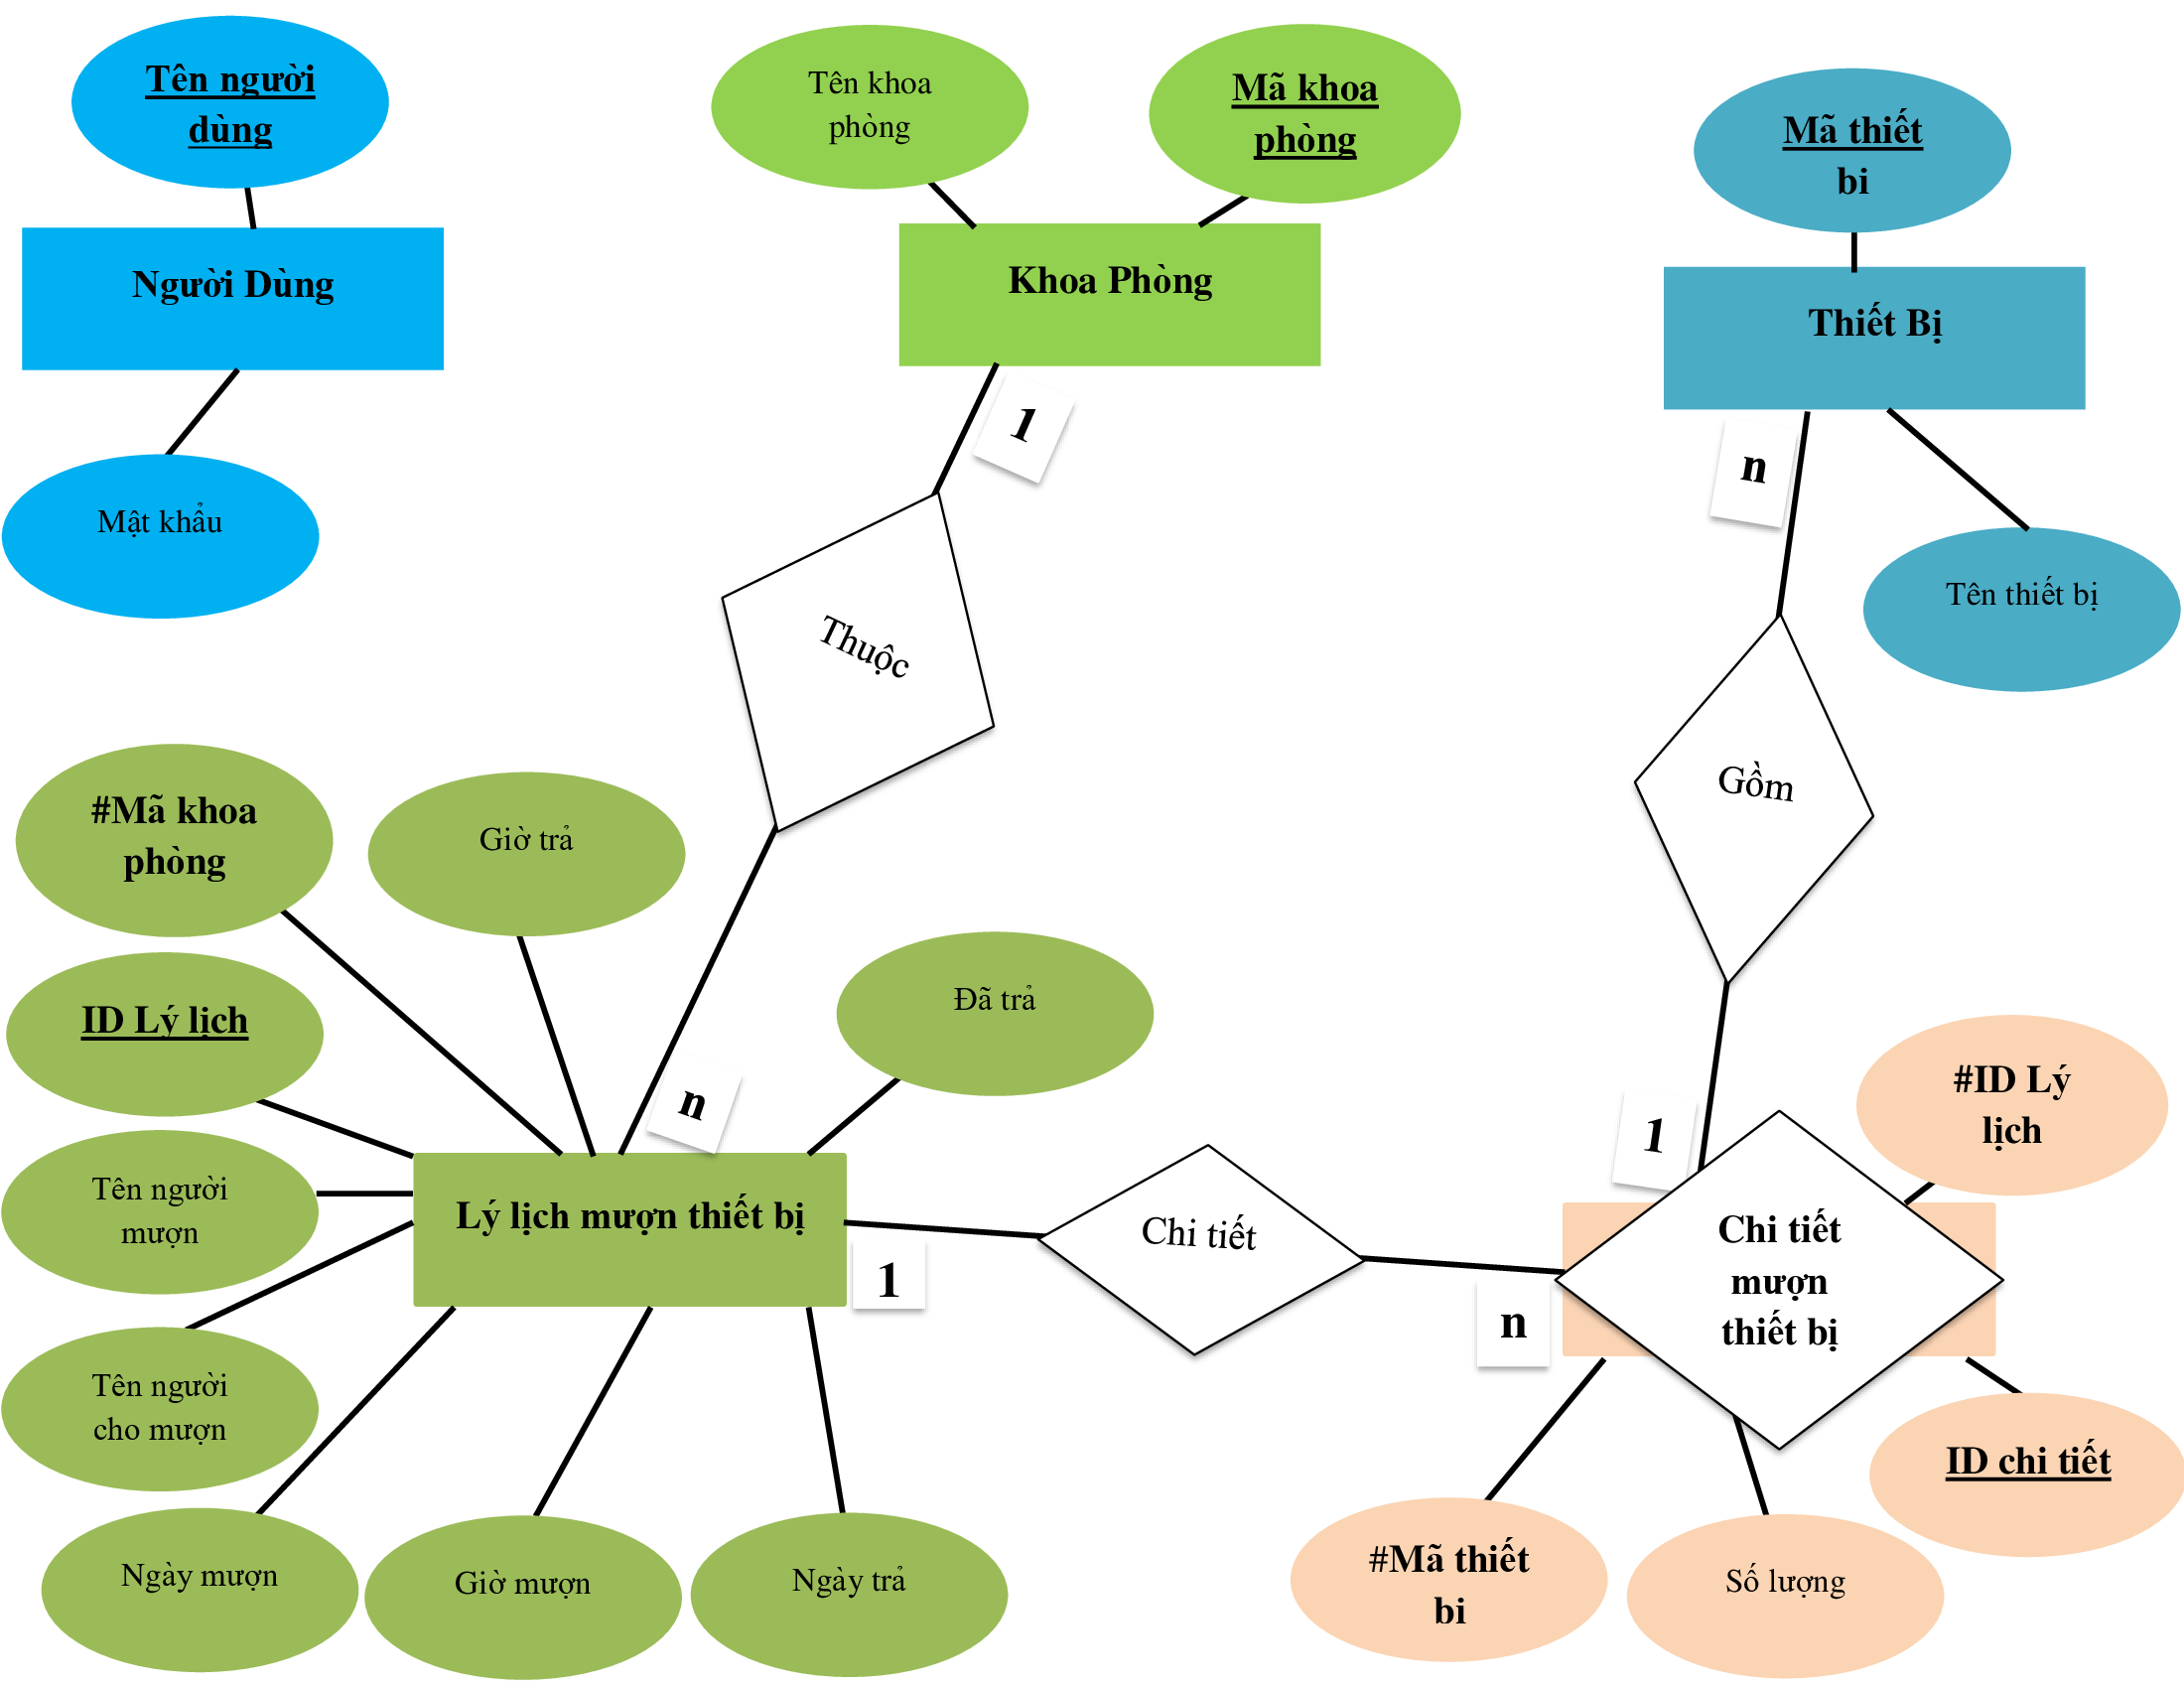 Tên người
dùng
Tên khoa
phòng
Mã khoa
phòng
Mã thiết
bi
Người Dùng
Khoa Phòng
Thiết Bị
1
n
Mật khẩu
Tên thiết bị
Thuộc
Gồm
#Mã khoa
phòng
Giờ trả
Đã trả
ID Lý lịch
#ID Lý
lịch
n
1
Tên người
mượn
Lý lịch mượn thiết bị
Chi tiết
Chi tiết
mượn
thiết bị
1
n
Tên người
cho mượn
ID chi tiết
Ngày mượn
Giờ mượn
Ngày trả
#Mã thiết
bi
Số lượng